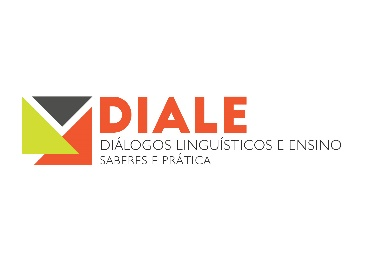 DIALE
DIÁLOGOS LINGUÍSTICOS E ENSINO
SABERES E PRÁTICA